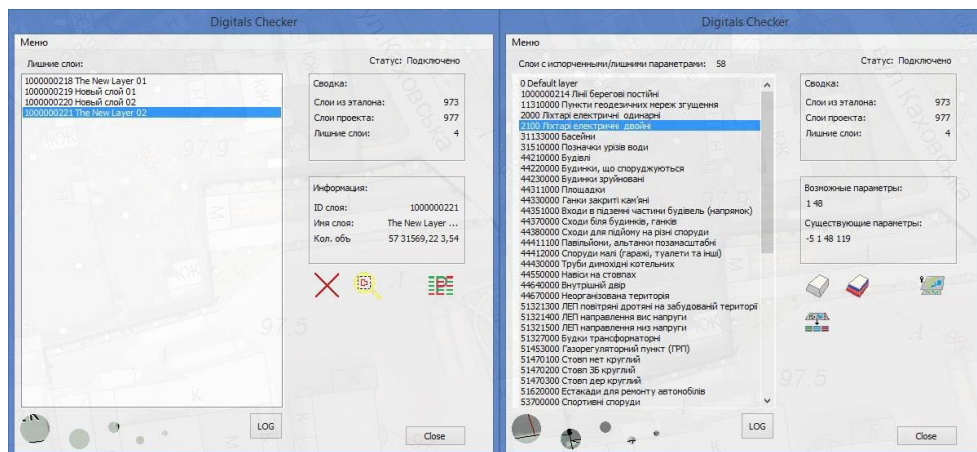 Digitals Checker
Меню
Лишние слои:
Статус: Подключено
1000000218 The New Layer 01
1000000219 Новый слой 01
1000000220 Новый слой 02
1000000221 The New Layer 02
Сводка:
Слои из эталона: 973
Слои проекта: 977
Лишние слои: 4
Информация:
ID слоя: 1000000221
Имя слоя: The New Layer ...
Кол. объ 57 31569,22 3,54
LOG
Close
Digitals Checker
Меню
Слои с испорченными/лишними параметрами: 58
Статус: Подключено
0 Default layer
1000000214 Лінії берегові постійні
11310000 Пункти геодезичних мереж згущення
2000 Ліхтарі електричні одинарні
2100 Ліхтарі електричні двойні
31133000 Басейни
31510000 Позначки урізів води
44210000 Будівлі
44220000 Будинки, що споруджуються
44230000 Будинки зруйновані
44311000 Площадки
44330000 Ганки закриті кам'яні
44351000 Входи в підземні частини будівель (напрямок)
44370000 Сходи біля будинків, ганків
44380000 Сходи для підйому на різні споруди
44411100 Павільйони, альтанки позамасштабні
44412000 Споруди малі (гаражі, туалети та інші)
44430000 Труби димохідні котельних
44550000 Навіси на стовпах
44640000 Внутрішній двір
44670000 Неорганізована територія
51321300 ЛЕП повітряні дротяні на забудованій території
51321400 ЛЕП направлення вис напруги
51321500 ЛЕП направлення низ напруги
51327000 Будки трансформаторні
51453000 Газорегуляторний пункт (ГРП)
51470100 Стовп мет круглий
51470200 Стовп ЗБ круглий
51470300 Стовп дер круглий
51620000 Естакади для ремонту автомобілів
53700000 Спортивні споруди
Сводка:
Слои из эталона: 973
Слои проекта: 977
Лишние слои: 4
Возможные параметры:
1 48
Существующие параметры:
-5 1 48 119
LOG
Close